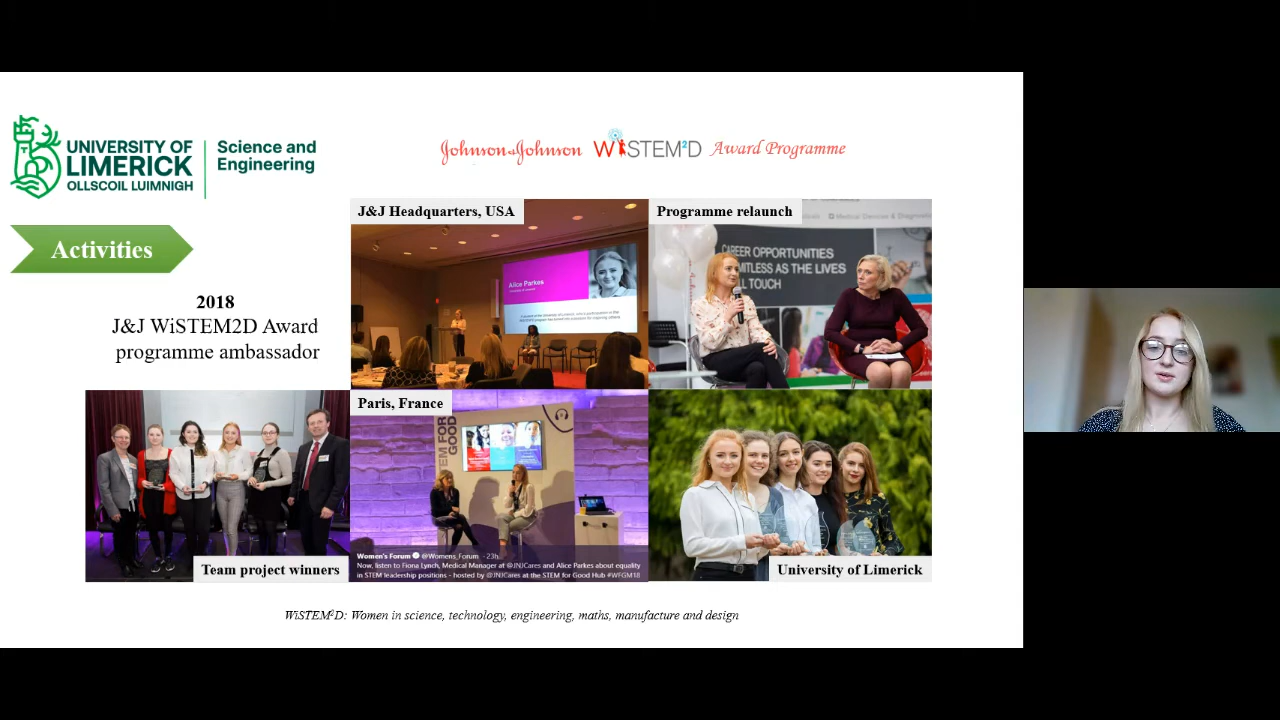 UNIVERSITY OF
LIMERICK
OLLSCOIL LUIMNIGH
Science and
Engineering
Johnson&Johnson WiSTEM2D Award Programme
Activities
2018
J&J WiSTEM2D Award
programme ambassador
J&J Headquarters, USA
Alice Parkes
Programme relaunch
Medical Devices & Diagnostics
CAREER OPPORTUNITIES
AS THE LIVES
TOUCH
Team project winners
Paris, France
STEM FOR
GOOD
Women's Forum @Womens_Forum · 23h
Now, listen to Fiona Lynch, Medical Manager at @JNJCares and Alice Parkes about equality
in STEM leadership positions - hosted by @JNJCares at the STEM for Good Hub #WFGM18
University of Limerick
WiSTEM²D: Women in science, technology, engineering, maths, manufacture and design